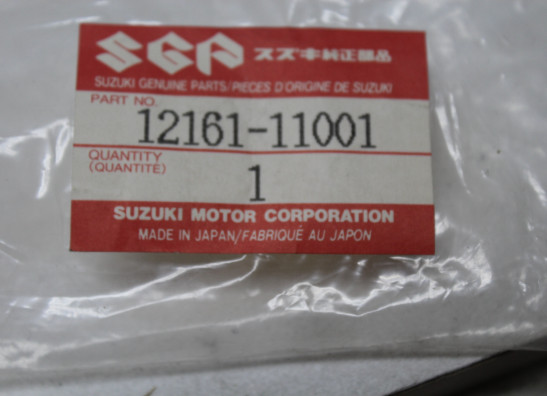 SGP スズキ純正部品
SUZUKI GENUINE PARTS/PIECES D'ORIGINE DE SUZUKI
PART NO.
12161-11001
QUANTITY
(QUANTITÉ)
1
SUZUKI MOTOR CORPORATION
MADE IN JAPAN/FABRIQUÉ AU JAPON